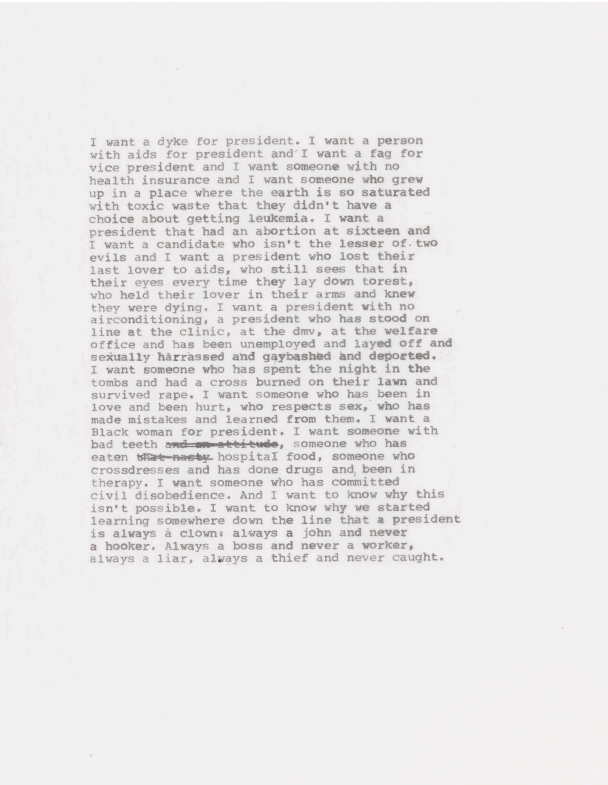 I want a dyke for president. I want a person
with aids for president and I want a fag for
vice president and I want someone with no
health insurance and I want someone who grew
up in a place where the earth is so saturated
with toxic waste that they didn't have a
choice about getting leukemia. I want a
president that had an abortion at sixteen and
I want a candidate who isn't the lesser of two
evils and I want a president who lost their
last lover to aids, who still sees that in
their eyes every time they lay down torest,
who held their lover in their arms and knew
they were dying. I want a president with no
airconditioning, a president who has stood on
line at the clinic, at the dmv, at the welfare
office and has been unemployed and layed off and
sexually harrassed and gaybashed and deported.
I want someone who has spent the night in the
tombs and had a cross burned on their lawn and
survived rape. I want someone who has been in
love and been hurt, who respects sex, who has
made mistakes and learned from them. I want a
Black woman for president. I want someone with
bad teeth and an attitude, someone who has
eaten that nasty hospital food, someone who
crossdresses and has done drugs and been in
therapy. I want someone who has committed
civil disobedience. And I want to know why this
isn't possible. I want to know why we started
learning somewhere down the line that a president
is always a clown: always a john and never
a hooker. Always a boss and never a worker,
always a liar, always a thief and never caught.